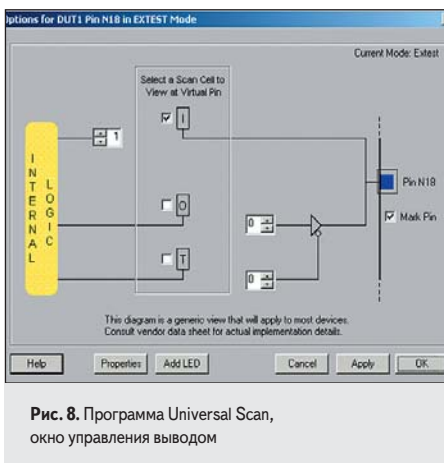 Options for DUT1 Pin N18 in EXTEST Mode
Current Mode: Extest
Select a Scan Cell to
View at Virtual Pin
I
1
INTERNAL
LOGIC
Pin N18
O
0
Mark Pin
T
0
This diagram is a generic view that will apply to most devices.
Consult vendor data sheet for actual implementation details.
Help Properties Add LED Cancel Apply OK
Рис. 8. Программа Universal Scan,
окно управления выводом